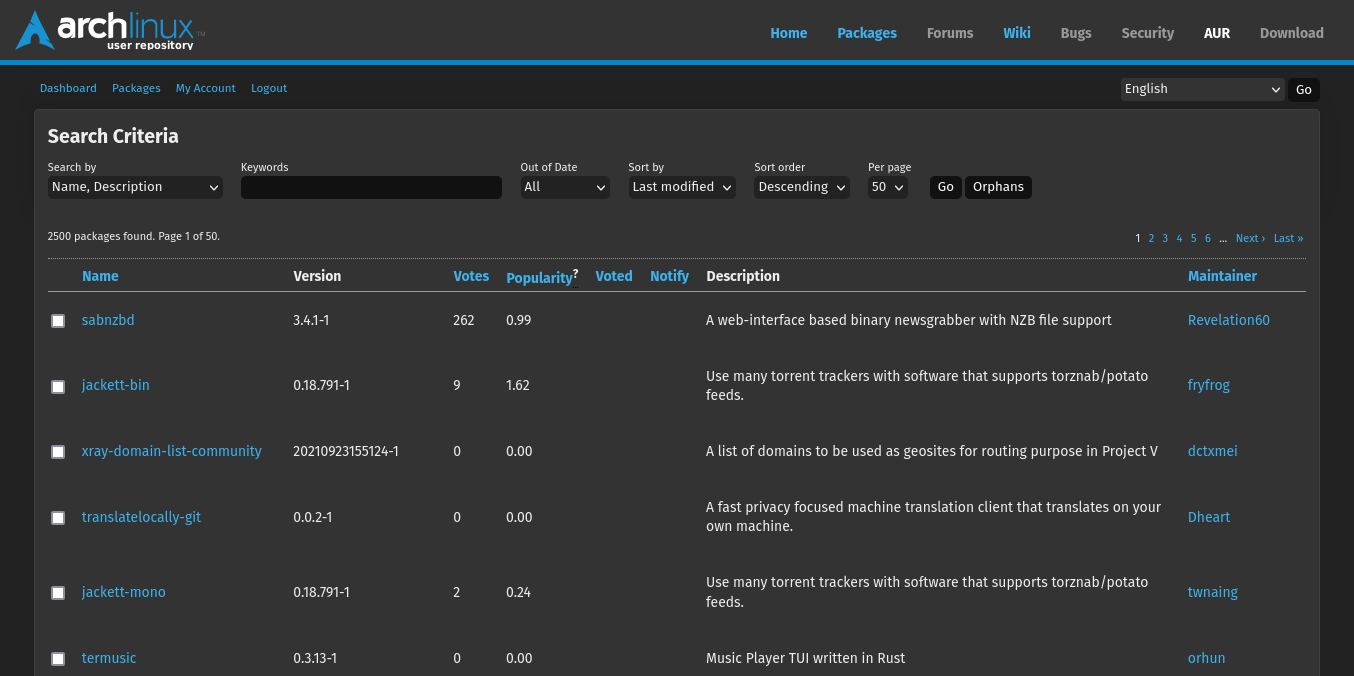 archlinux™
user repository
Home Packages Forums Wiki Bugs Security AUR Download
Dashboard Packages My Account Logout
English Go
Search Criteria
Search by Keywords Out of Date Sort by Sort order Per page
Name, Description All Last modified Descending 50 Go Orphans
2500 packages found. Page 1 of 50.
1 2 3 4 5 6 ... Next › Last »
Name Version Votes Popularity? Voted Notify Description Maintainer
sabnzbd 3.4.1-1 262 0.99 A web-interface based binary newsgrabber with NZB file support Revelation60
jackett-bin 0.18.791-1 9 1.62 Use many torrent trackers with software that supports torznab/potato
feeds. fryfrog
xray-domain-list-community 20210923155124-1 0 0.00 A list of domains to be used as geosites for routing purpose in Project V dctxmei
translatelocally-git 0.0.2-1 0 0.00 A fast privacy focused machine translation client that translates on your
own machine. Dheart
jackett-mono 0.18.791-1 2 0.24 Use many torrent trackers with software that supports torznab/potato
feeds. twnaing
termusic 0.3.13-1 0 0.00 Music Player TUI written in Rust orhun